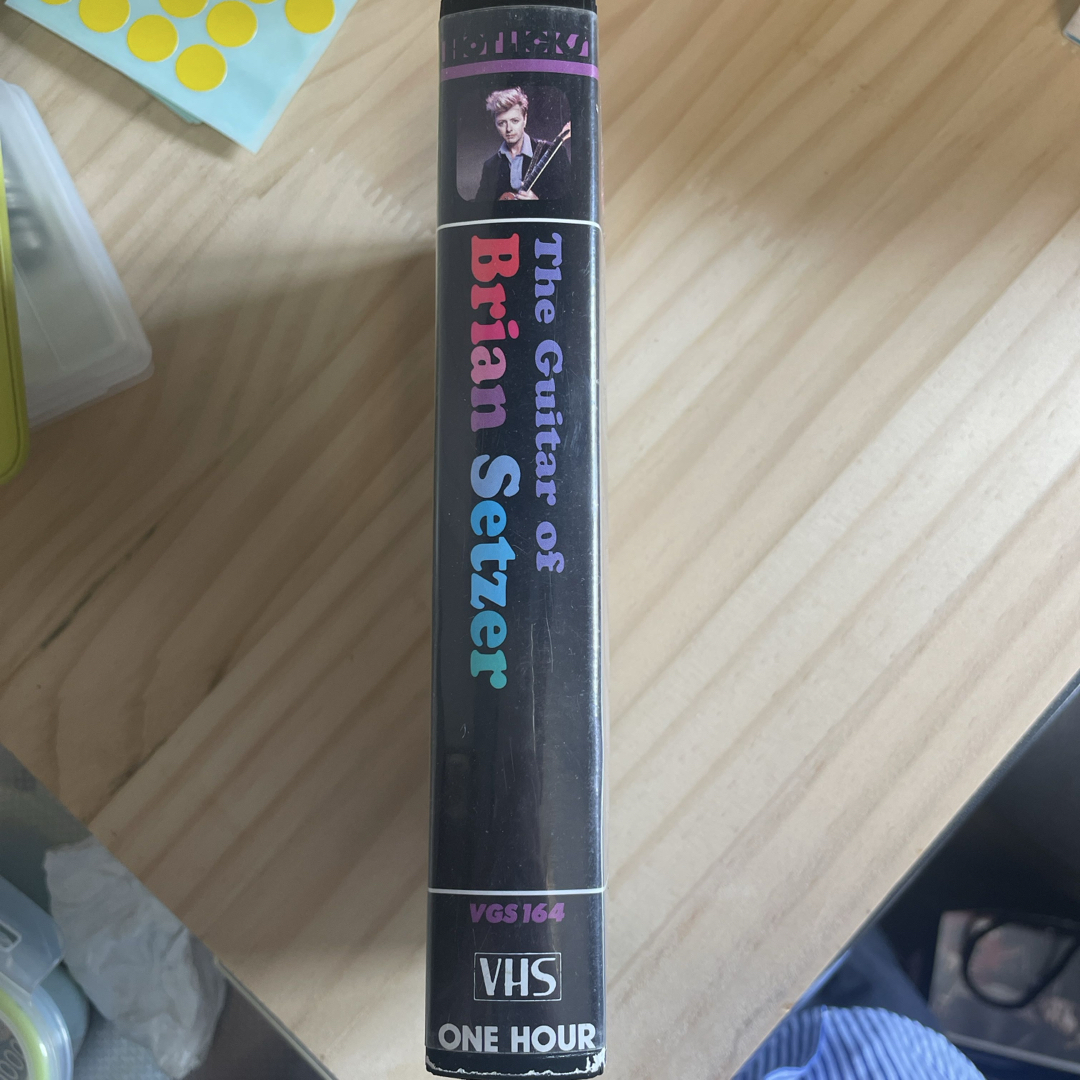 HOT LICKS
The Guitar of
Brian Setzer
VGS 164
VHS
ONE HOUR